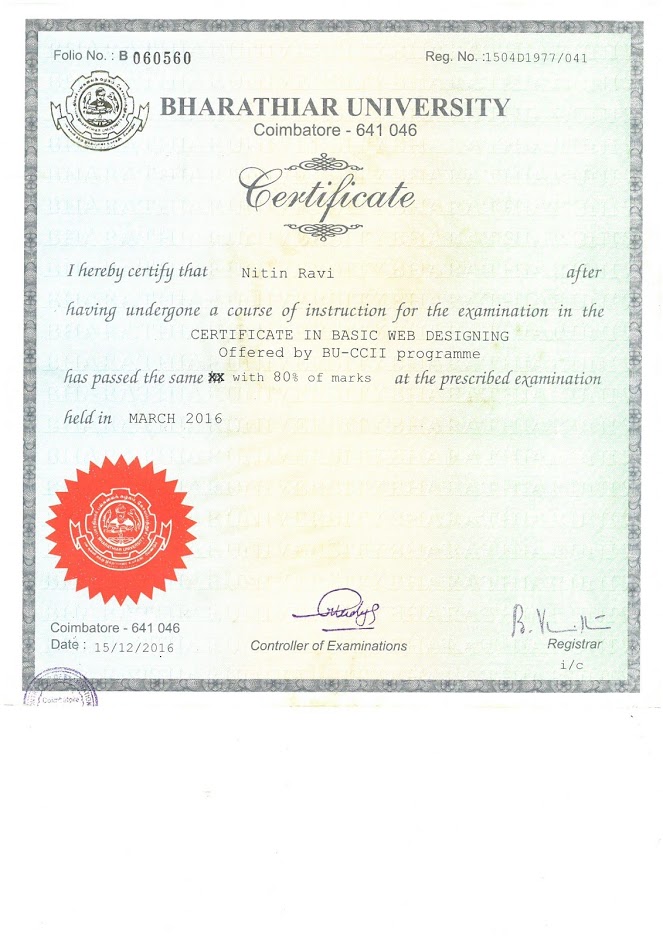 Folio No. : B 060560
Reg. No. :1504D1977/041
BHARATHIAR UNIVERSITY
Coimbatore - 641 046
Certificate
I hereby certify that Nitin Ravi after
having undergone a course of instruction for the examination in the
CERTIFICATE IN BASIC WEB DESIGNING
Offered by BU-CCII programme
has passed the same xx with 80% of marks at the prescribed examination
held in MARCH 2016
Coimbatore - 641 046
Date : 15/12/2016
Controller of Examinations
Registrar
i/c
Coimbatore